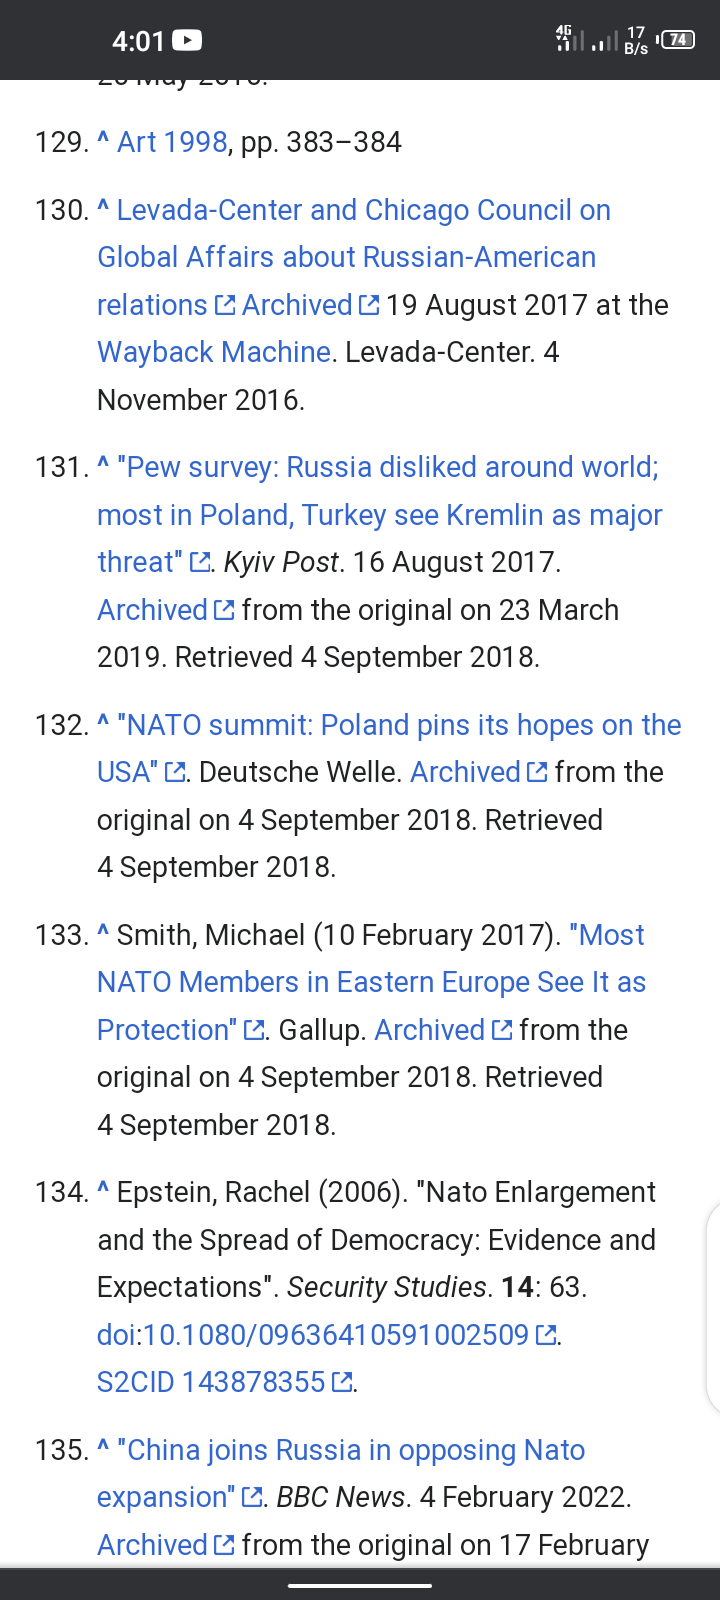 4:01
4G
17
B/s
74
26 May 2018.
129. ^ Art 1998, pp. 383–384
130. ^ Levada-Center and Chicago Council on
Global Affairs about Russian-American
relations Archived 19 August 2017 at the
Wayback Machine. Levada-Center. 4
November 2016.
131. ^ "Pew survey: Russia disliked around world;
most in Poland, Turkey see Kremlin as major
threat". Kyiv Post. 16 August 2017.
Archived from the original on 23 March
2019. Retrieved 4 September 2018.
132. ^ "NATO summit: Poland pins its hopes on the
USA". Deutsche Welle. Archived from the
original on 4 September 2018. Retrieved
4 September 2018.
133. ^ Smith, Michael (10 February 2017). "Most
NATO Members in Eastern Europe See It as
Protection". Gallup. Archived from the
original on 4 September 2018. Retrieved
4 September 2018.
134. ^ Epstein, Rachel (2006). "Nato Enlargement
and the Spread of Democracy: Evidence and
Expectations". Security Studies. 14: 63.
doi:10.1080/09636410591002509.
S2CID 143878355.
135. ^ "China joins Russia in opposing Nato
expansion". BBC News. 4 February 2022.
Archived from the original on 17 February